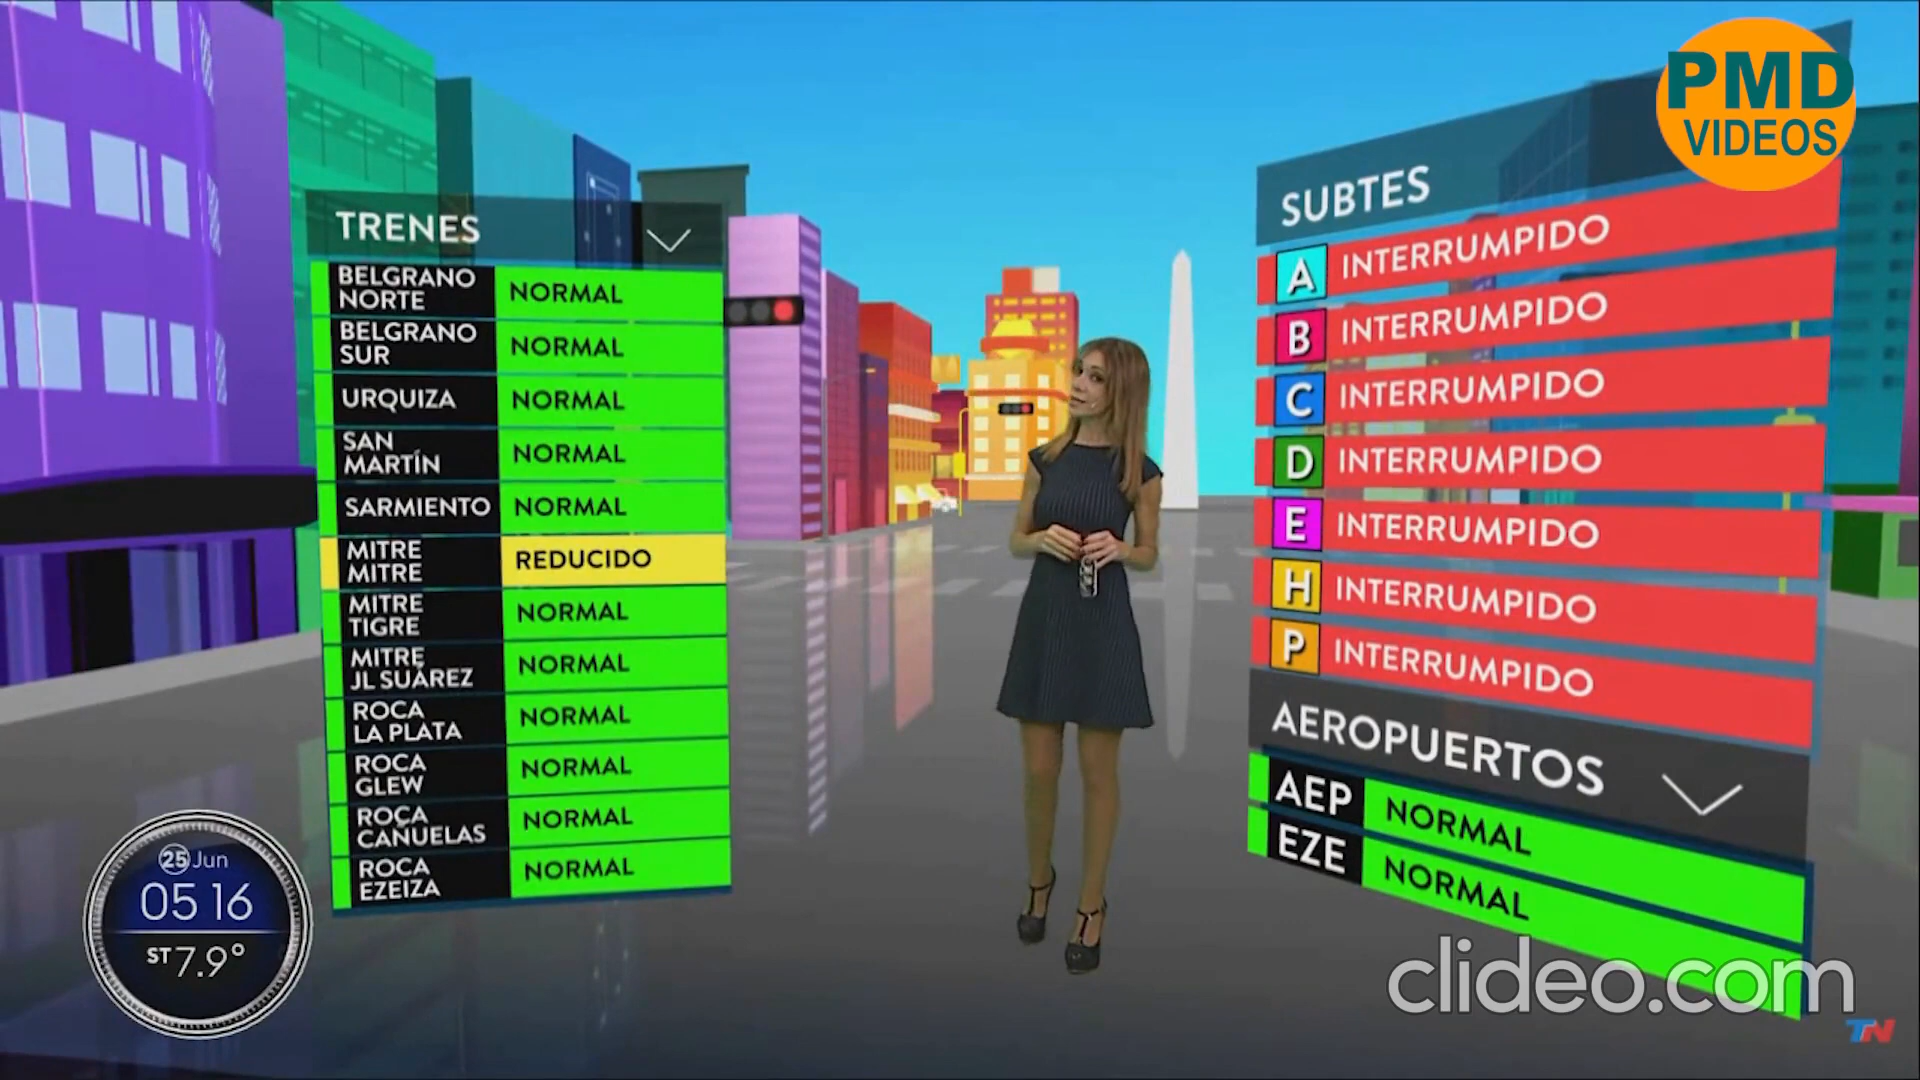 PMD
VIDEOS
TRENES
BELGRANO
NORTE
NORMAL
BELGRANO
SUR
NORMAL
URQUIZA
NORMAL
SAN
MARTÍN
NORMAL
SARMIENTO
NORMAL
MITRE
MITRE
REDUCIDO
MITRE
TIGRE
NORMAL
MITRE
JL SUÁREZ
NORMAL
ROCA
LA PLATA
NORMAL
ROCA
GLEW
NORMAL
ROCA
CAÑUELAS
NORMAL
ROCA
EZEIZA
NORMAL
SUBTES
A INTERRUMPIDO
B INTERRUMPIDO
C INTERRUMPIDO
D INTERRUMPIDO
E INTERRUMPIDO
H INTERRUMPIDO
P INTERRUMPIDO
AEROPUERTOS
AEP NORMAL
EZE NORMAL
25 Jun
05 16
ST 7.9°
clideo.com
TN